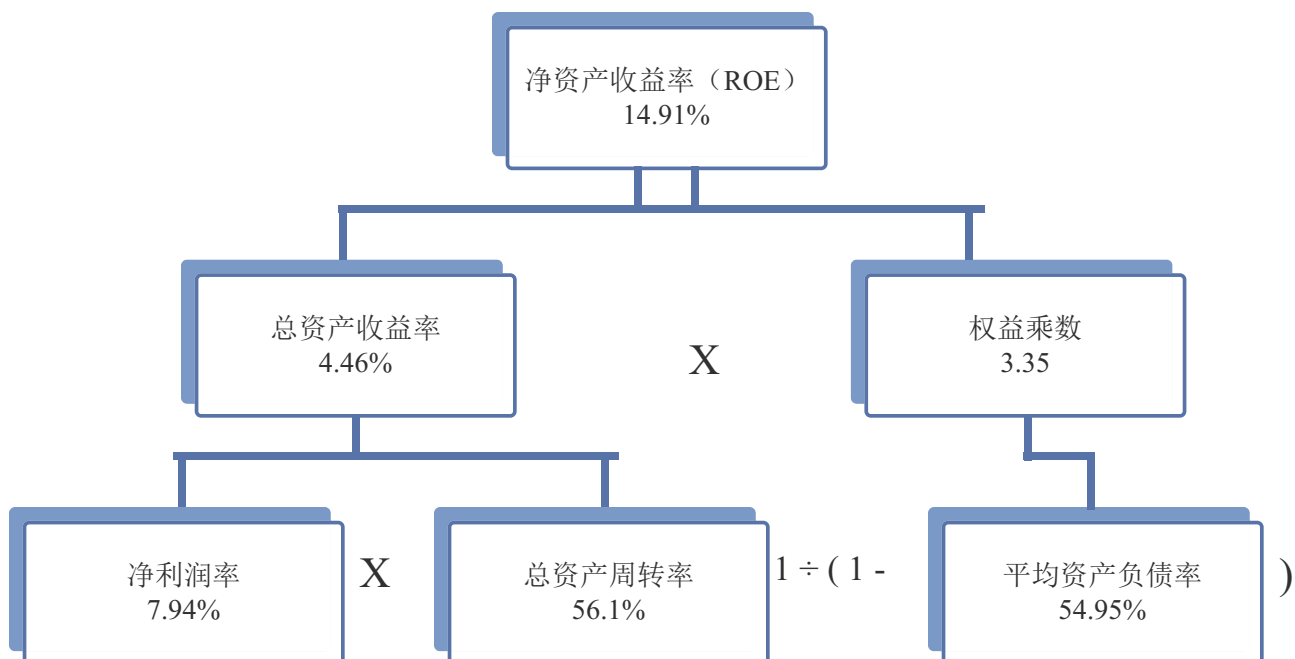 净资产收益率（ROE）
14.91%
总资产收益率
4.46%
X
权益乘数
3.35
净利润率
7.94%
X
总资产周转率
56.1%
1 ÷ ( 1 -
平均资产负债率
54.95%
)